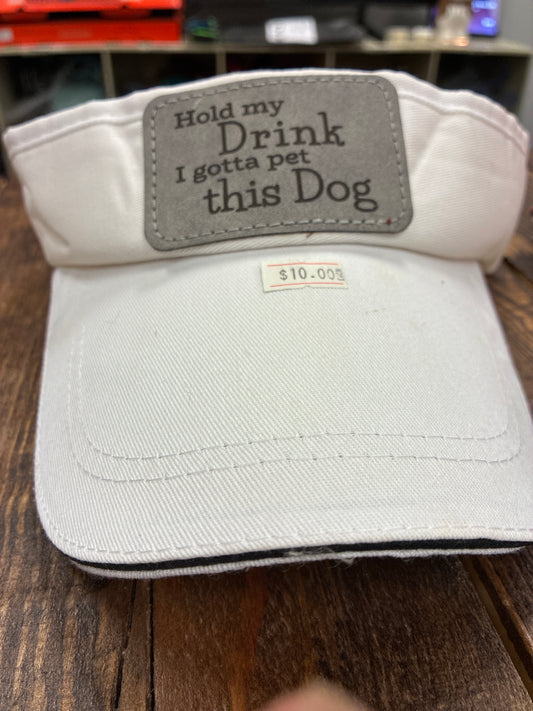 Hold my
Drink
I gotta pet
this Dog
$10.00